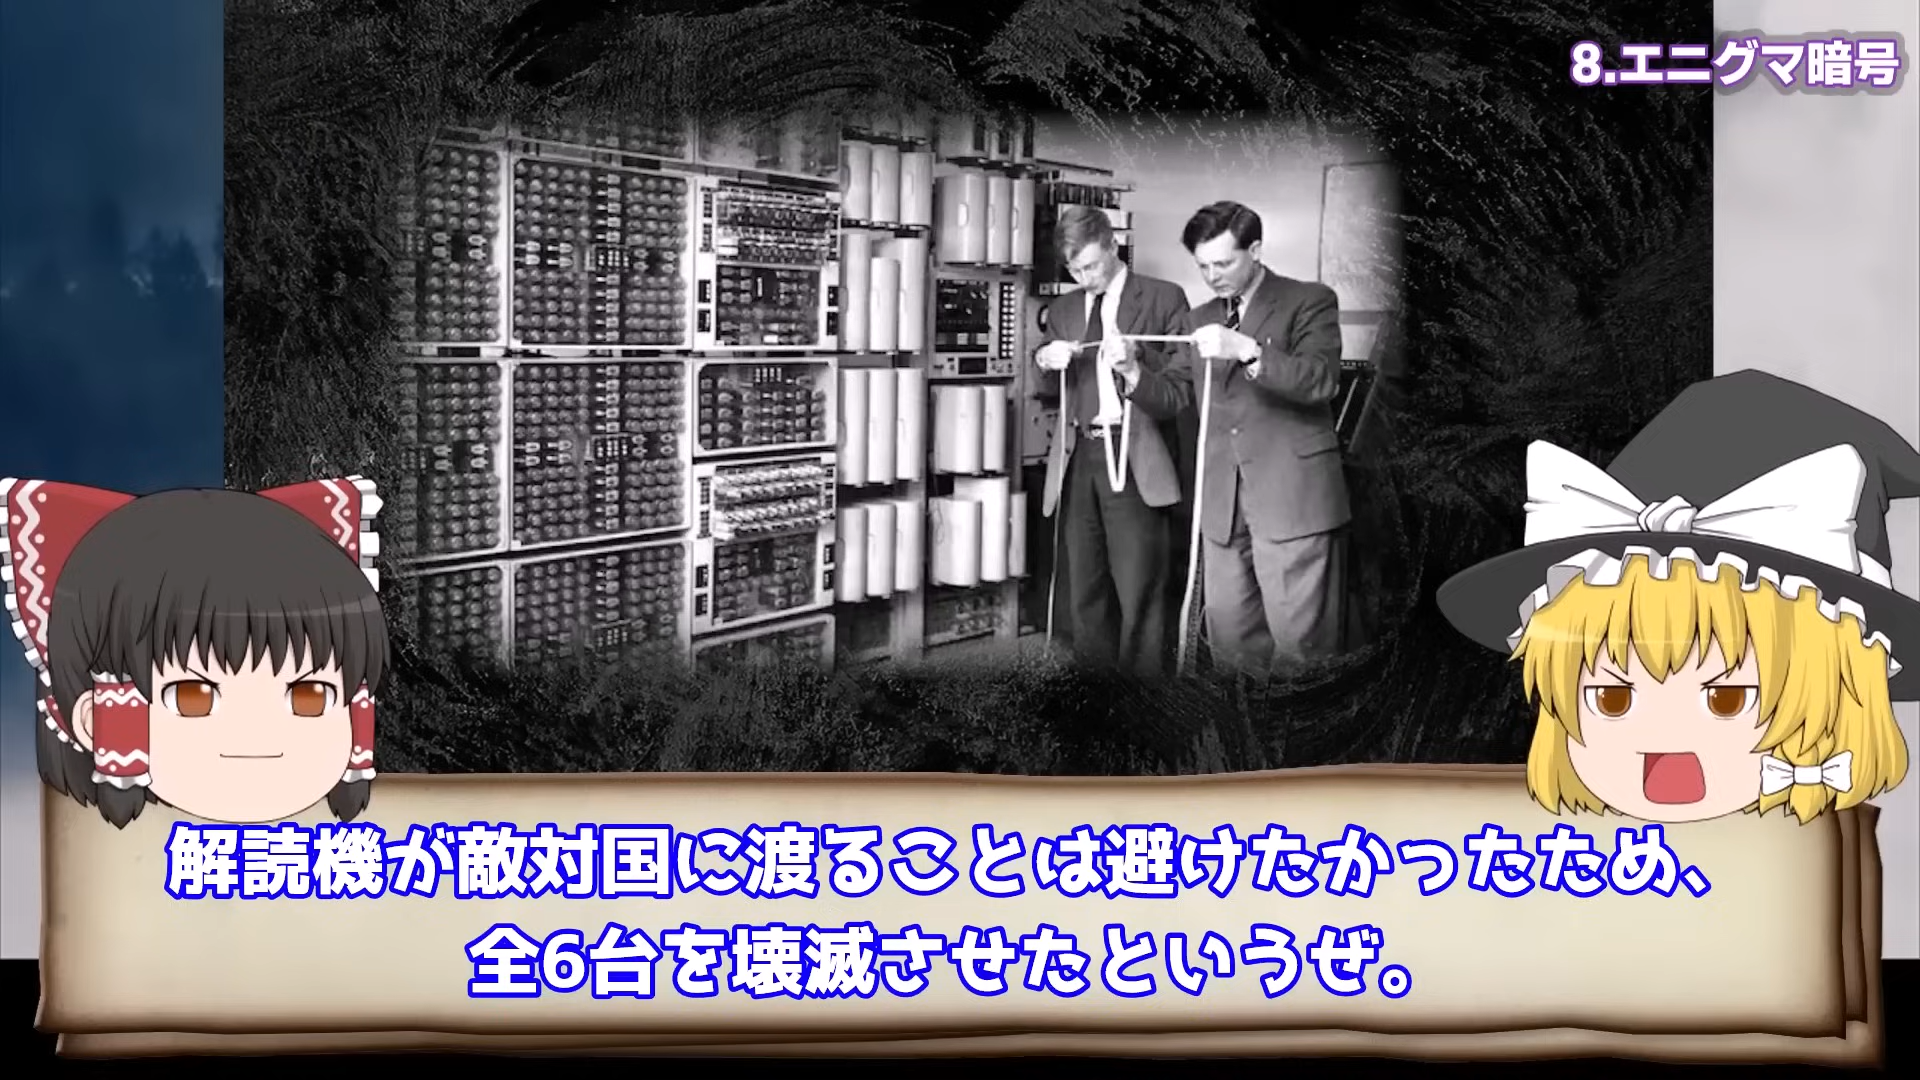 8.エニグマ暗号
解読機が敵対国に渡ることは避けたかったため、
全6台を壊滅させたというぜ。